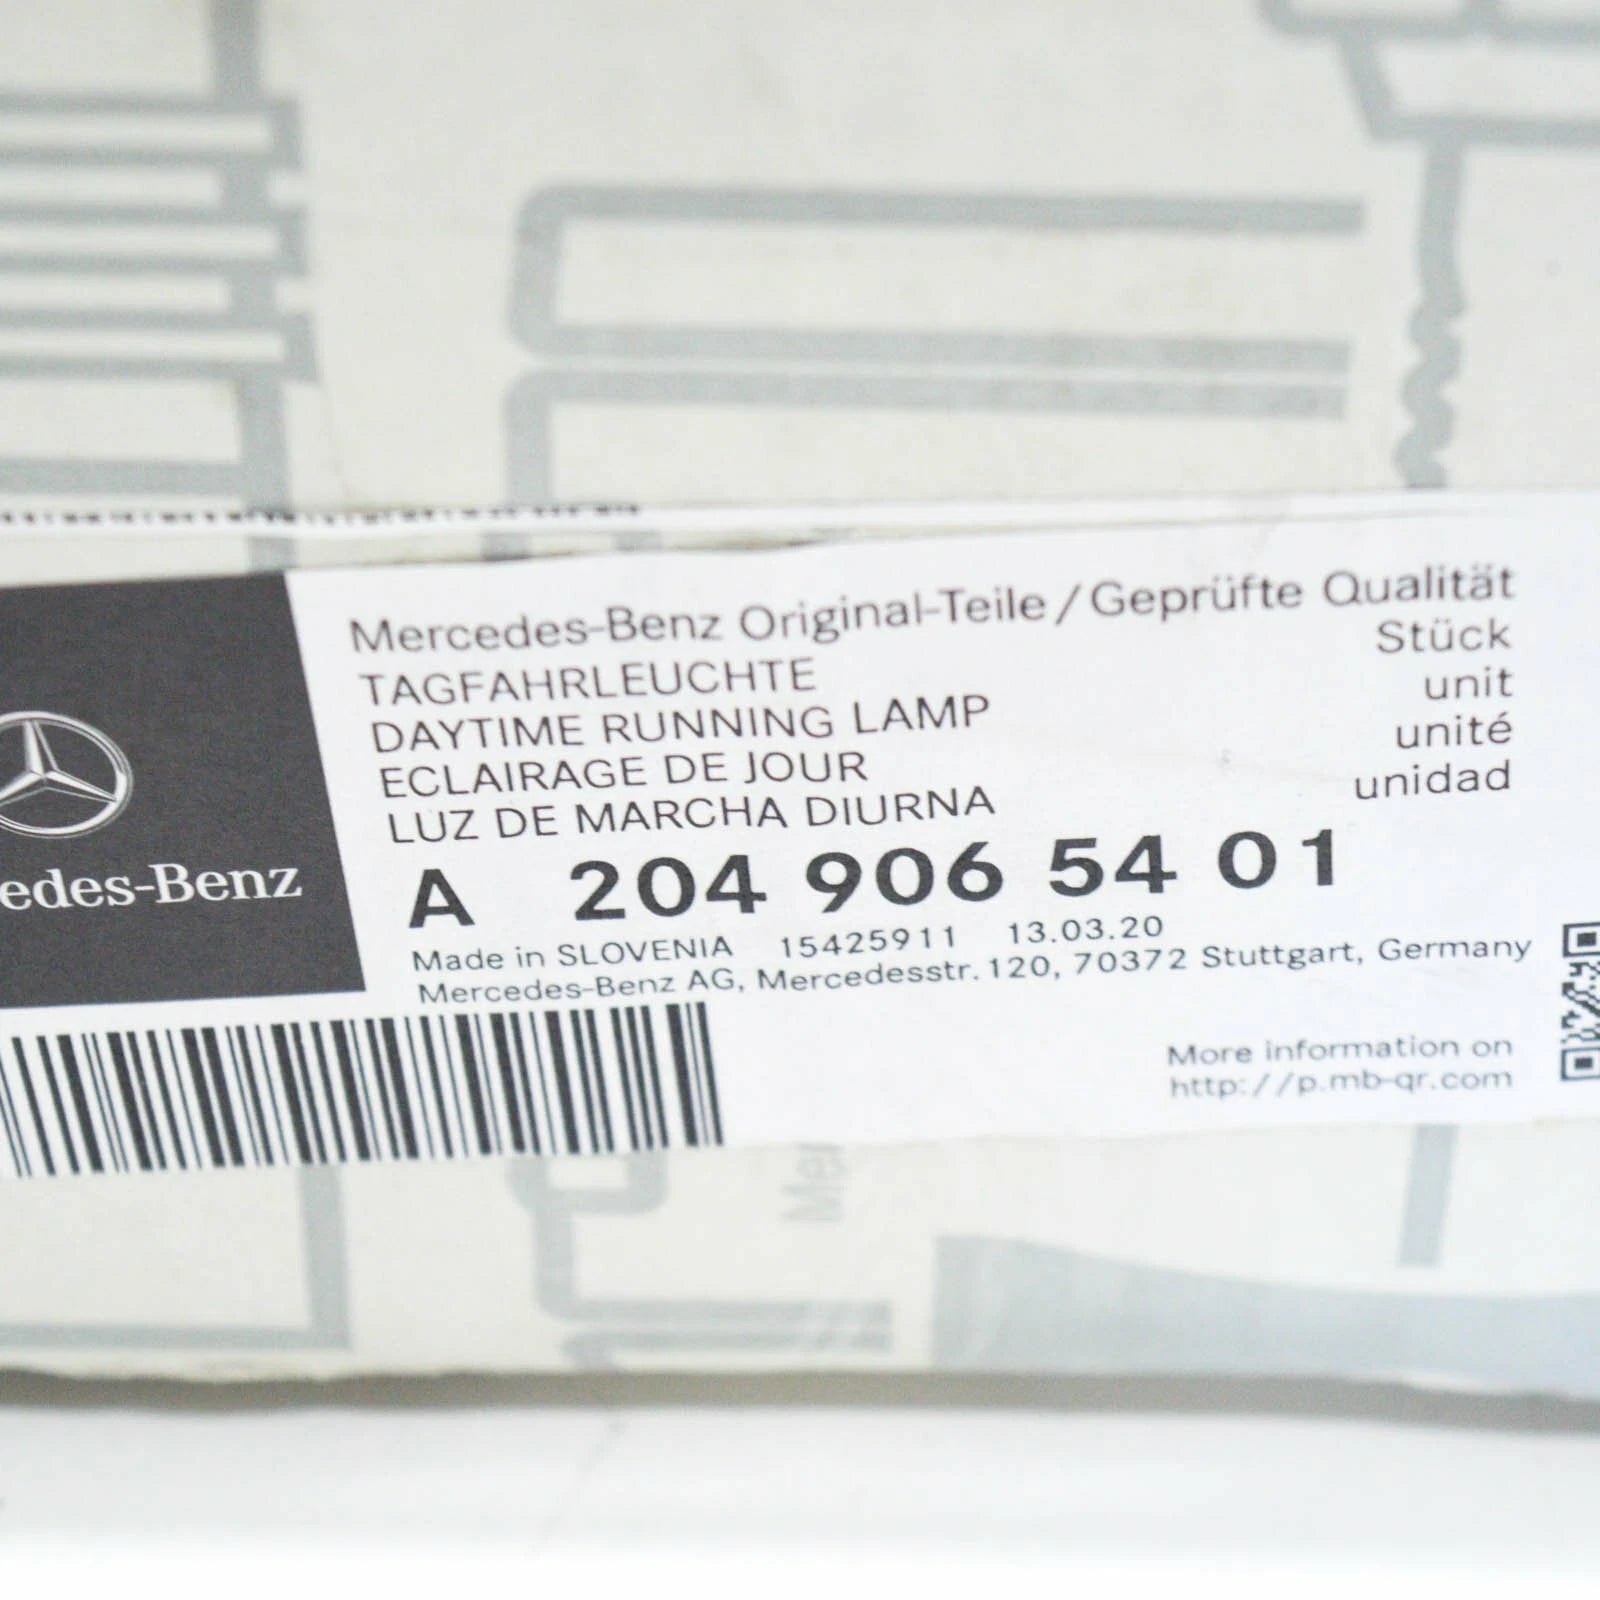 Mercedes-Benz Original-Teile / Geprüfte Qualität
TAGFAHRLEUCHTE Stück
DAYTIME RUNNING LAMP unit
ECLAIRAGE DE JOUR unité
LUZ DE MARCHA DIURNA unidad
A 204 906 54 01
edes-Benz
Made in SLOVENIA 15425911 13.03.20
Mercedes-Benz AG, Mercedesstr. 120, 70372 Stuttgart, Germany
More information on
http://p.mb-qr.com
Mer